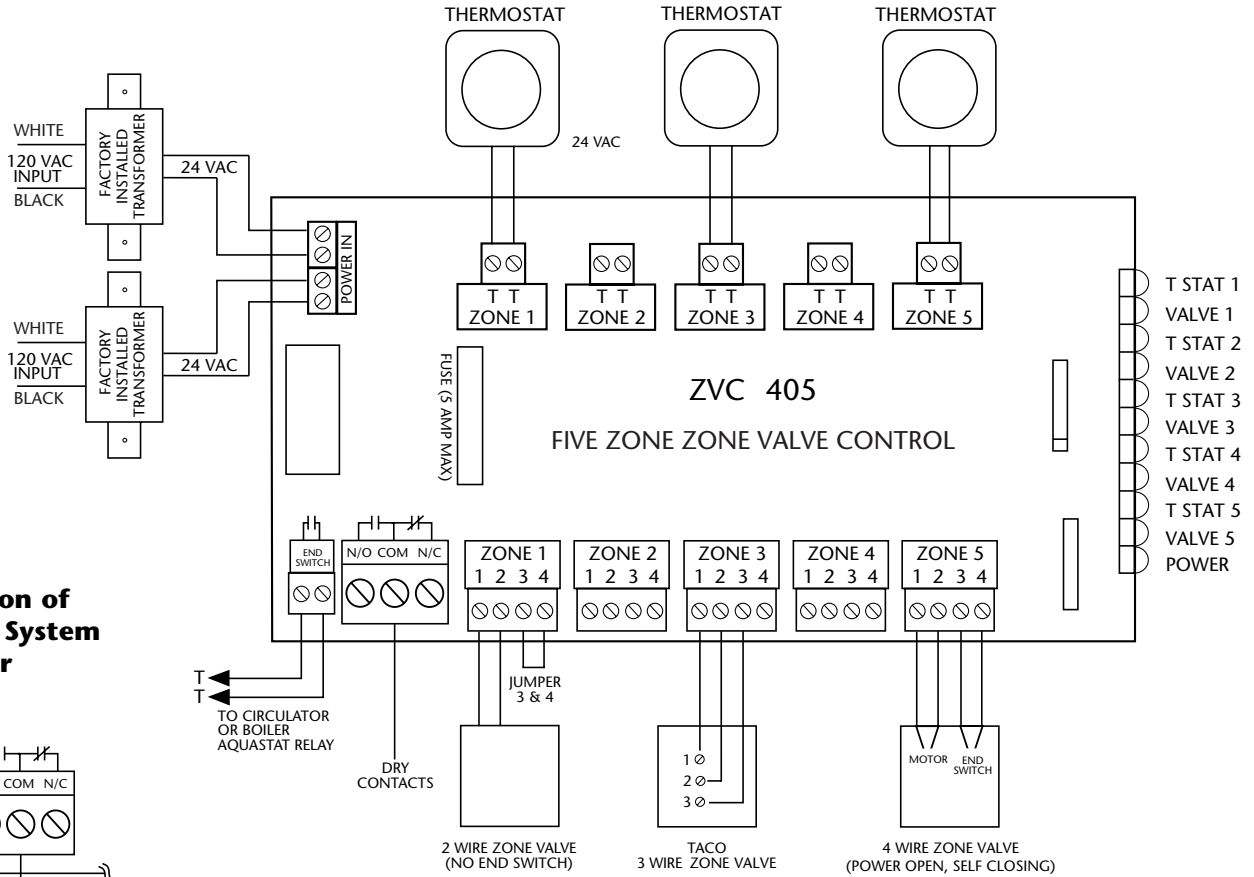 THERMOSTAT
THERMOSTAT
THERMOSTAT
24 VAC
WHITE
120 VAC
INPUT
BLACK
FACTORY
INSTALLED
TRANSFORMER
24 VAC
WHITE
120 VAC
INPUT
BLACK
FACTORY
INSTALLED
TRANSFORMER
24 VAC
POWER IN
T T
ZONE 1
T T
ZONE 2
T T
ZONE 3
T T
ZONE 4
T T
ZONE 5
FUSE (5 AMP MAX)
ZVC 405
FIVE ZONE ZONE VALVE CONTROL
T STAT 1
VALVE 1
T STAT 2
VALVE 2
T STAT 3
VALVE 3
T STAT 4
VALVE 4
T STAT 5
VALVE 5
POWER
END
SWITCH
N/O COM N/C
ZONE 1
1 2 3 4
ZONE 2
1 2 3 4
ZONE 3
1 2 3 4
ZONE 4
1 2 3 4
ZONE 5
1 2 3 4
T
T
TO CIRCULATOR
OR BOILER
AQUASTAT RELAY
DRY
CONTACTS
JUMPER
3 & 4
2 WIRE ZONE VALVE
(NO END SWITCH)
1
2
3
TACO
3 WIRE ZONE VALVE
MOTOR
END
SWITCH
4 WIRE ZONE VALVE
(POWER OPEN, SELF CLOSING)
on of
System
r
COM N/C